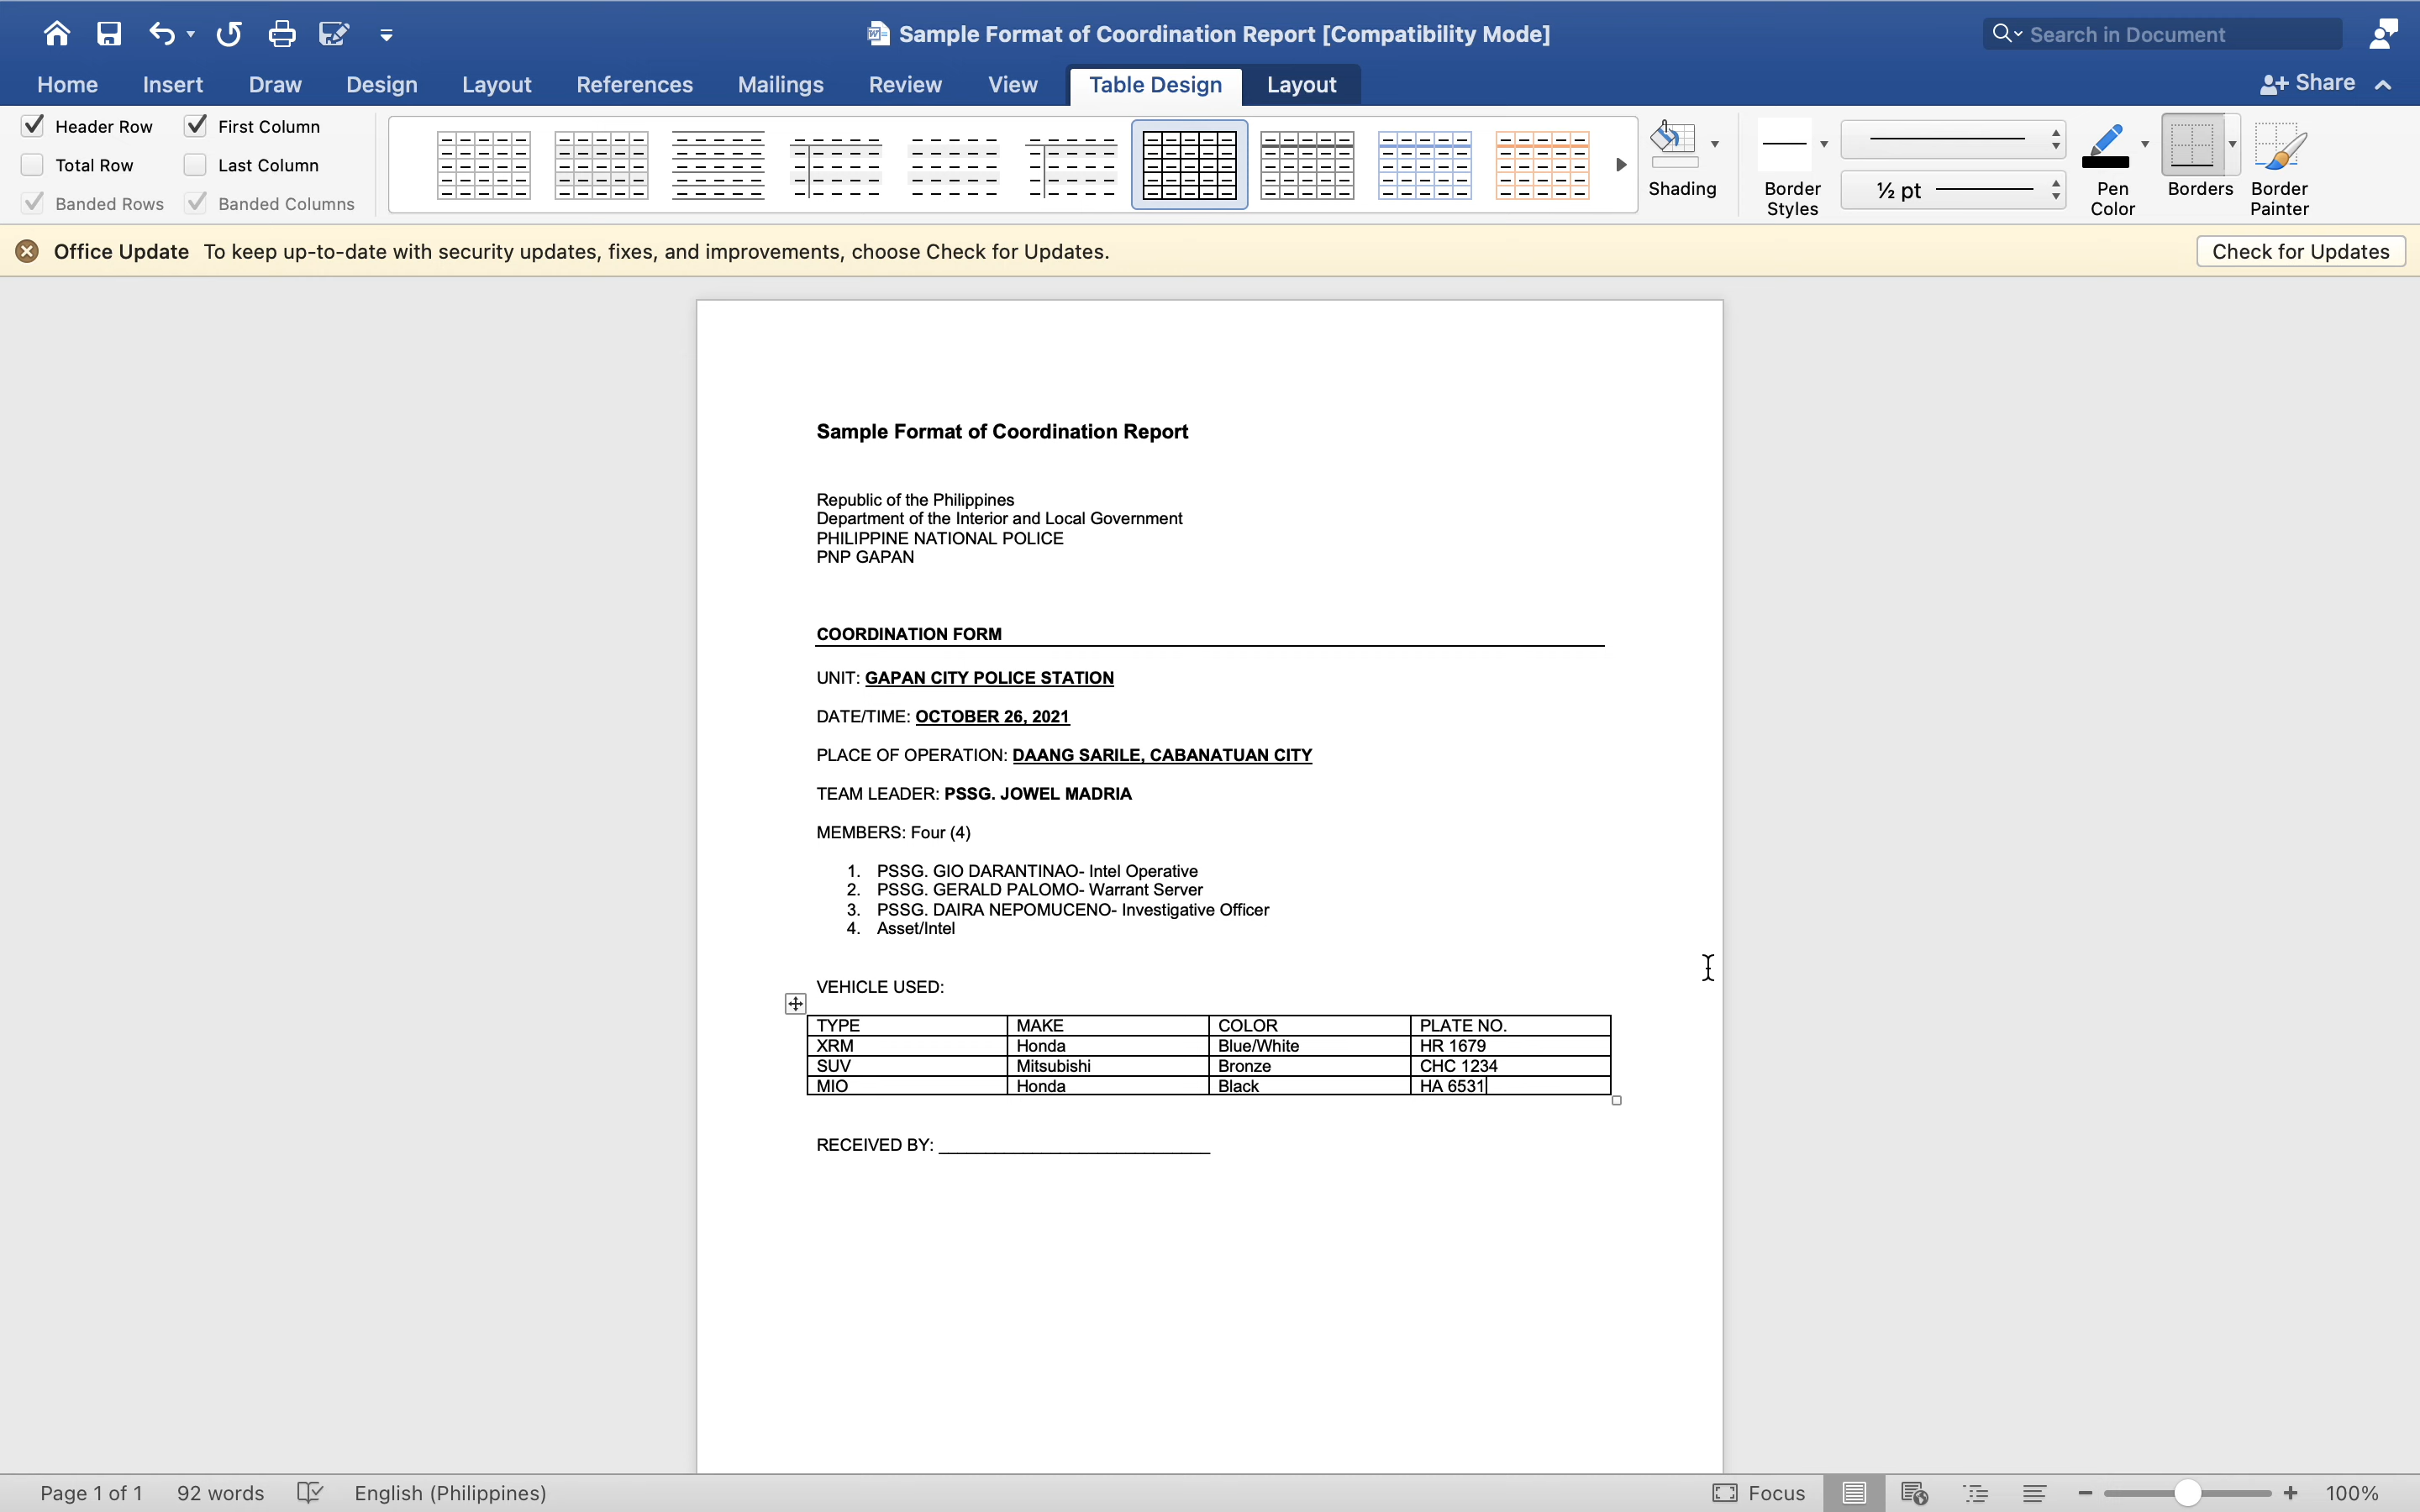 Sample Format of Coordination Report [Compatibility Mode]
Search in Document
Home Insert Draw Design Layout References Mailings Review View Table Design Layout
Share
Header Row First Column
Total Row Last Column
Banded Rows Banded Columns
Shading
Border Styles
½ pt
Pen Color
Borders
Border Painter
Office Update To keep up-to-date with security updates, fixes, and improvements, choose Check for Updates.
Check for Updates
Sample Format of Coordination Report
Republic of the Philippines
Department of the Interior and Local Government
PHILIPPINE NATIONAL POLICE
PNP GAPAN
COORDINATION FORM
UNIT: GAPAN CITY POLICE STATION
DATE/TIME: OCTOBER 26, 2021
PLACE OF OPERATION: DAANG SARILE, CABANATUAN CITY
TEAM LEADER: PSSG. JOWEL MADRIA
MEMBERS: Four (4)
1. PSSG. GIO DARANTINAO- Intel Operative
2. PSSG. GERALD PALOMO- Warrant Server
3. PSSG. DAIRA NEPOMUCENO- Investigative Officer
4. Asset/Intel
VEHICLE USED:
TYPE MAKE COLOR PLATE NO.
XRM Honda Blue/White HR 1679
SUV Mitsubishi Bronze CHC 1234
MIO Honda Black HA 6531
RECEIVED BY: ____________________________
Page 1 of 1 92 words English (Philippines) Focus 100%